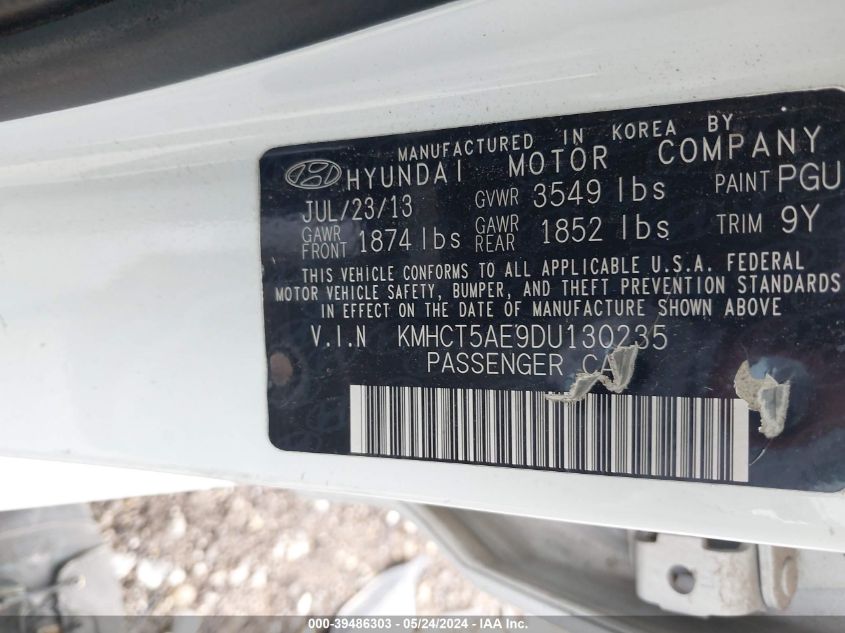 MANUFACTURED IN KOREA BY
HYUNDAI MOTOR COMPANY
JUL/23/13 GVWR 3549 lbs PAINT PGU
GAWR FRONT 1874 lbs GAWR REAR 1852 lbs TRIM 9Y
THIS VEHICLE CONFORMS TO ALL APPLICABLE U.S.A. FEDERAL
MOTOR VEHICLE SAFETY, BUMPER, AND THEFT PREVENTION STANDARDS
IN EFFECT ON THE DATE OF MANUFACTURE SHOWN ABOVE
V.I.N KMHCT5AE9DU130235
PASSENGER CA
000-39486303 - 05/24/2024 - IAAI.com